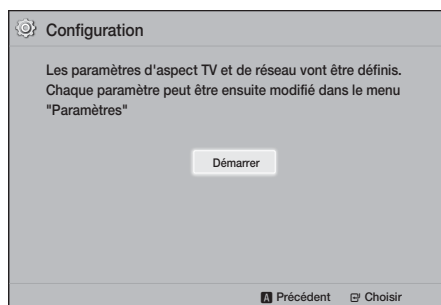 Configuration
Les paramètres d'aspect TV et de réseau vont être définis.
Chaque paramètre peut être ensuite modifié dans le menu
"Paramètres"
Démarrer
A Précédent Choisir